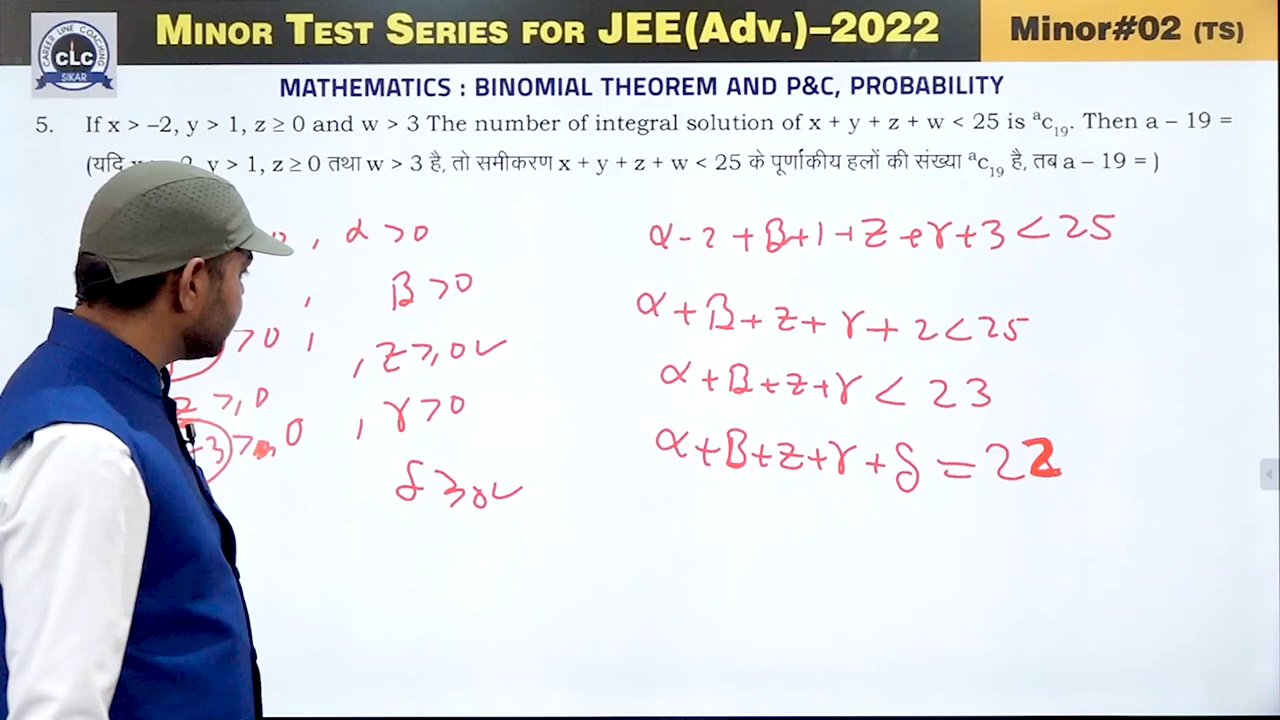 CAREER LINE COACHING
CLC
SIKAR
MINOR TEST SERIES FOR JEE(Adv.)–2022
Minor#02 (TS)
MATHEMATICS : BINOMIAL THEOREM AND P&C, PROBABILITY
5. If x > –2, y > 1, z ≥ 0 and w > 3 The number of integral solution of x + y + z + w < 25 is ᵃc₁₉. Then a – 19 =
(यदि y > 1, z ≥ 0 तथा w > 3 है, तो समीकरण x + y + z + w < 25 के पूर्णांकीय हलों की संख्या ᵃc₁₉ है, तब a – 19 = )
, α > 0
, β > 0
> 0 , , z ≥ 0 ✓
z ≥ 0
-3 > 0 , γ > 0
δ ≥ 0 ✓
α - 2 + β + 1 + z + γ + 3 < 25
α + β + z + γ + 2 < 25
α + β + z + γ < 23
α + β + z + γ + δ = 22